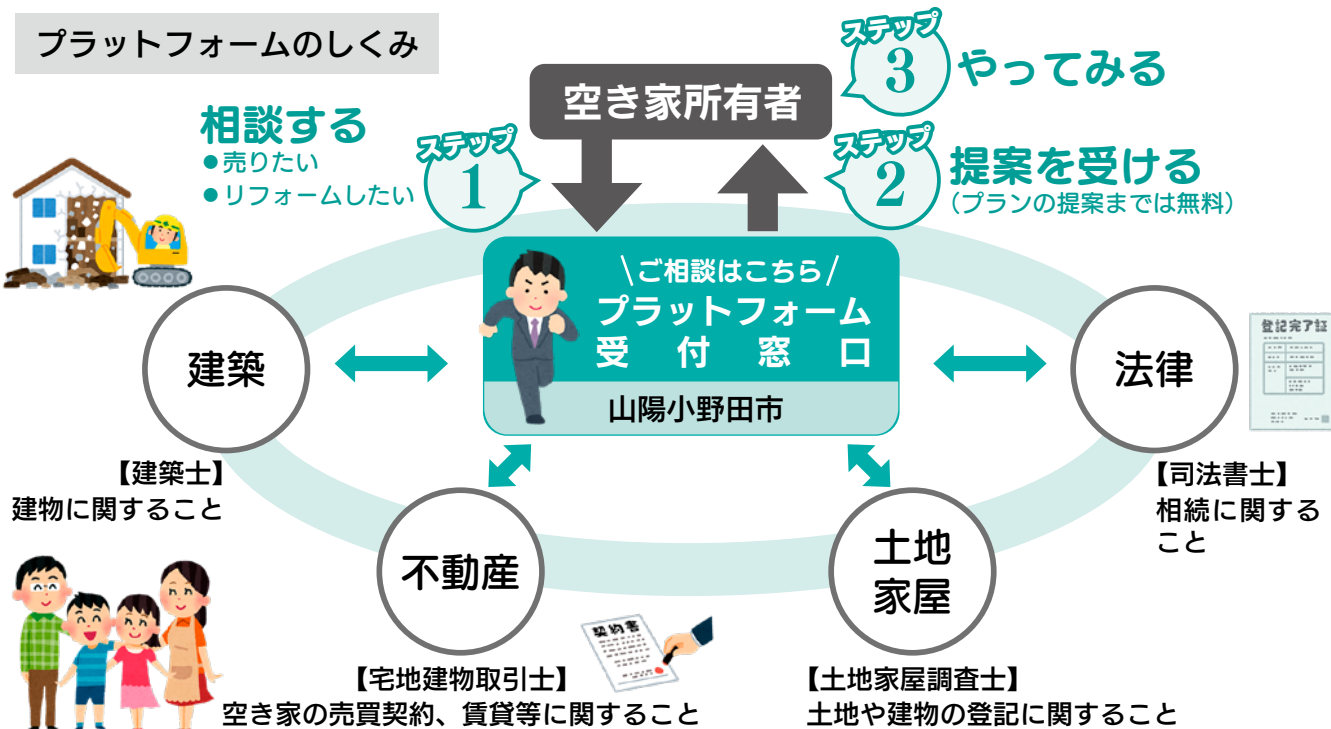 プラットフォームのしくみ
空き家所有者
ステップ
1
相談する
●売りたい
●リフォームしたい
ステップ
2
提案を受ける
(プランの提案までは無料)
ステップ
3
やってみる
\ご相談はこちら/
プラットフォーム
受付窓口
山陽小野田市
建築
【建築士】
建物に関すること
不動産
【宅地建物取引士】
空き家の売買契約、賃貸等に関すること
契約書
土地
家屋
【土地家屋調査士】
土地や建物の登記に関すること
法律
【司法書士】
相続に関する
こと
登記完了証